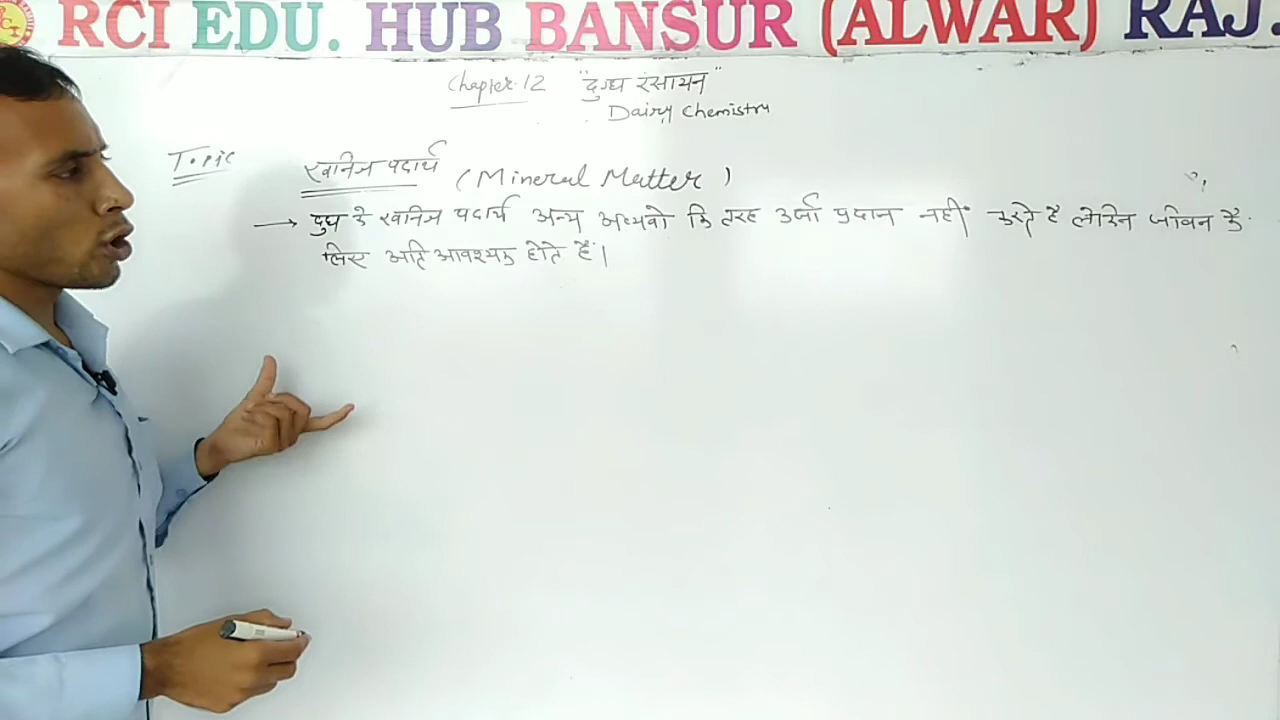 RCI EDU. HUB BANSUR (ALWAR) RAJ.
Chapter-12 "दुग्ध रसायन"
Dairy Chemistry
Topic खनिज पदार्थ (Mineral Matter)
→ दुग्ध के खनिज पदार्थ अन्य अवयवो कि तरह उर्जा प्रदान नहीं करते है लेकिन जीवन के
लिए अति आवश्यक होते हैं।